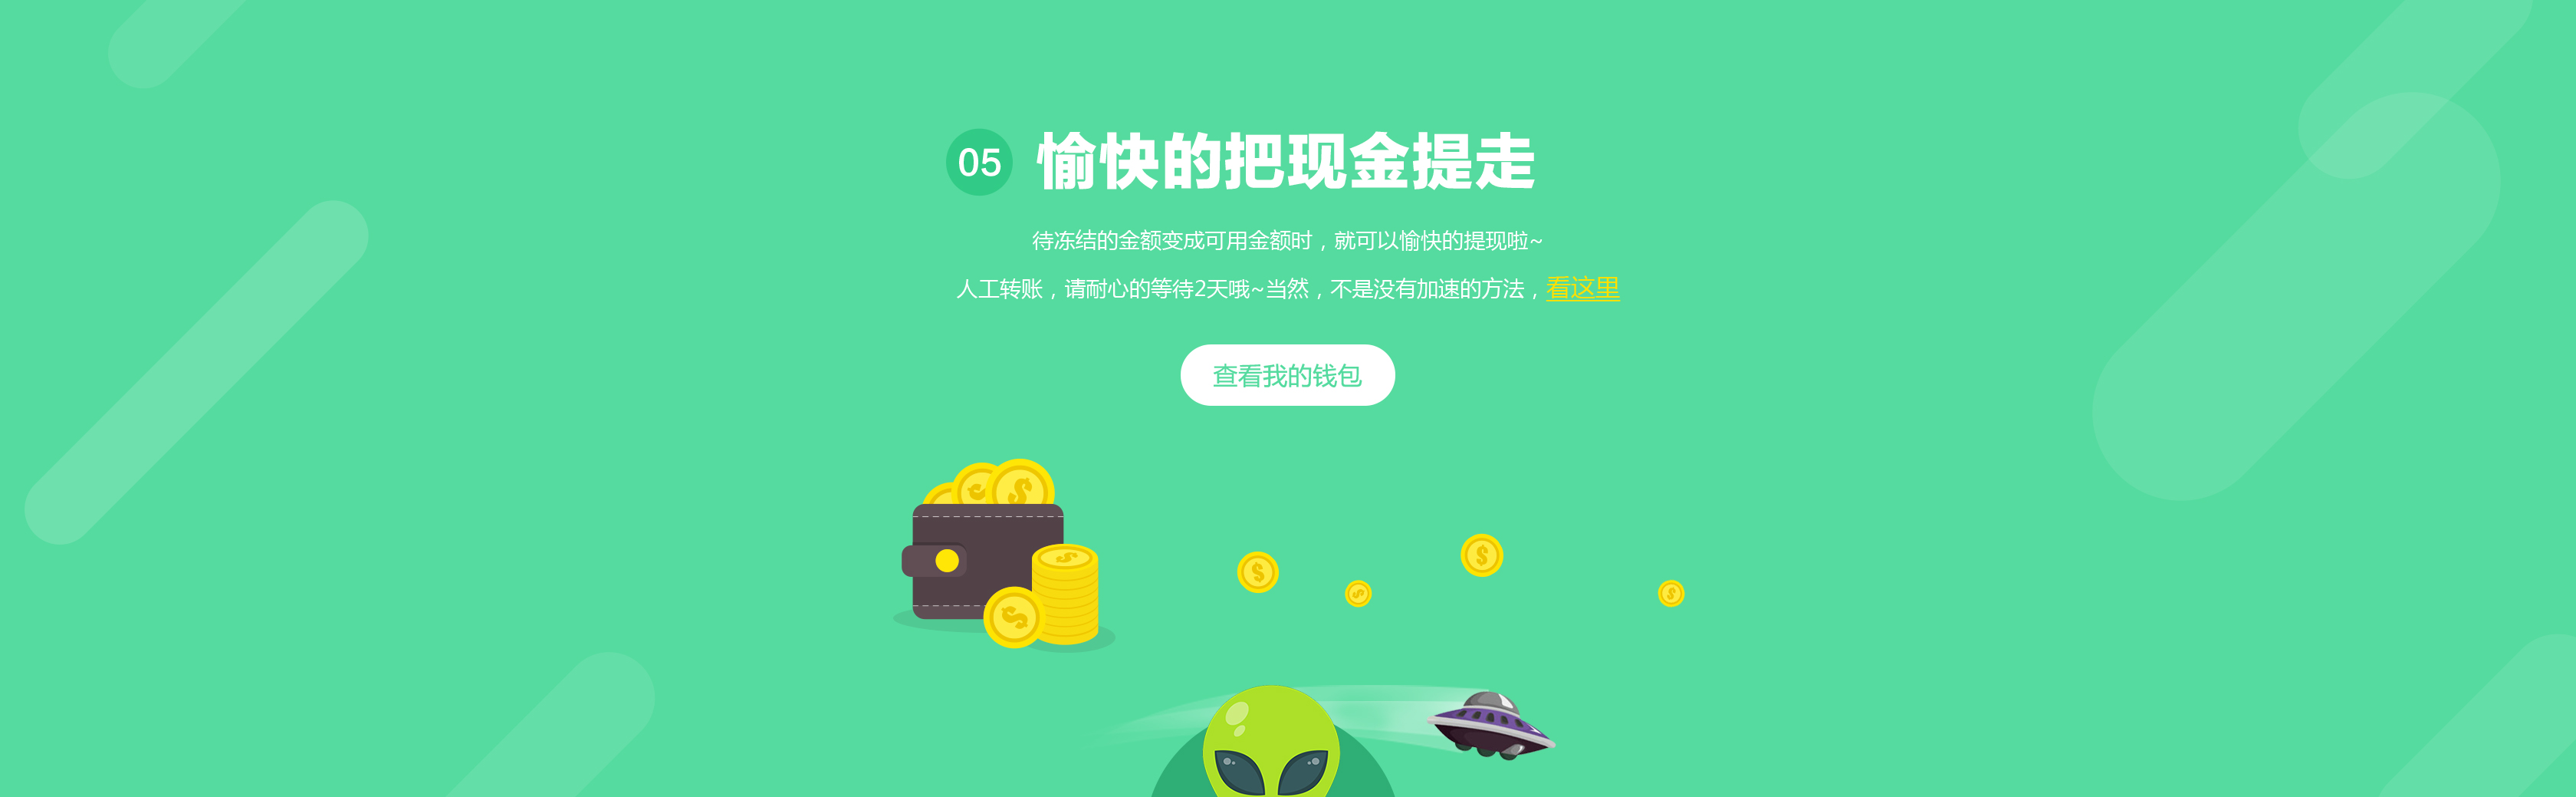 05 愉快的把现金提走
待冻结的金额变成可用金额时，就可以愉快的提现啦~
人工转账，请耐心的等待2天哦~当然，不是没有加速的方法，看这里
查看我的钱包